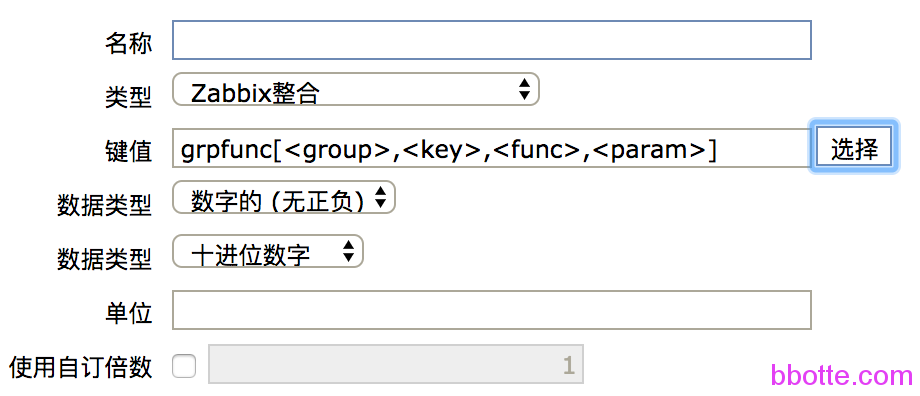 名称
类型 Zabbix整合
键值 grpfunc[<group>,<key>,<func>,<param>] 选择
数据类型 数字的 (无正负)
数据类型 十进位数字
单位
使用自订倍数 1
bbotte.com